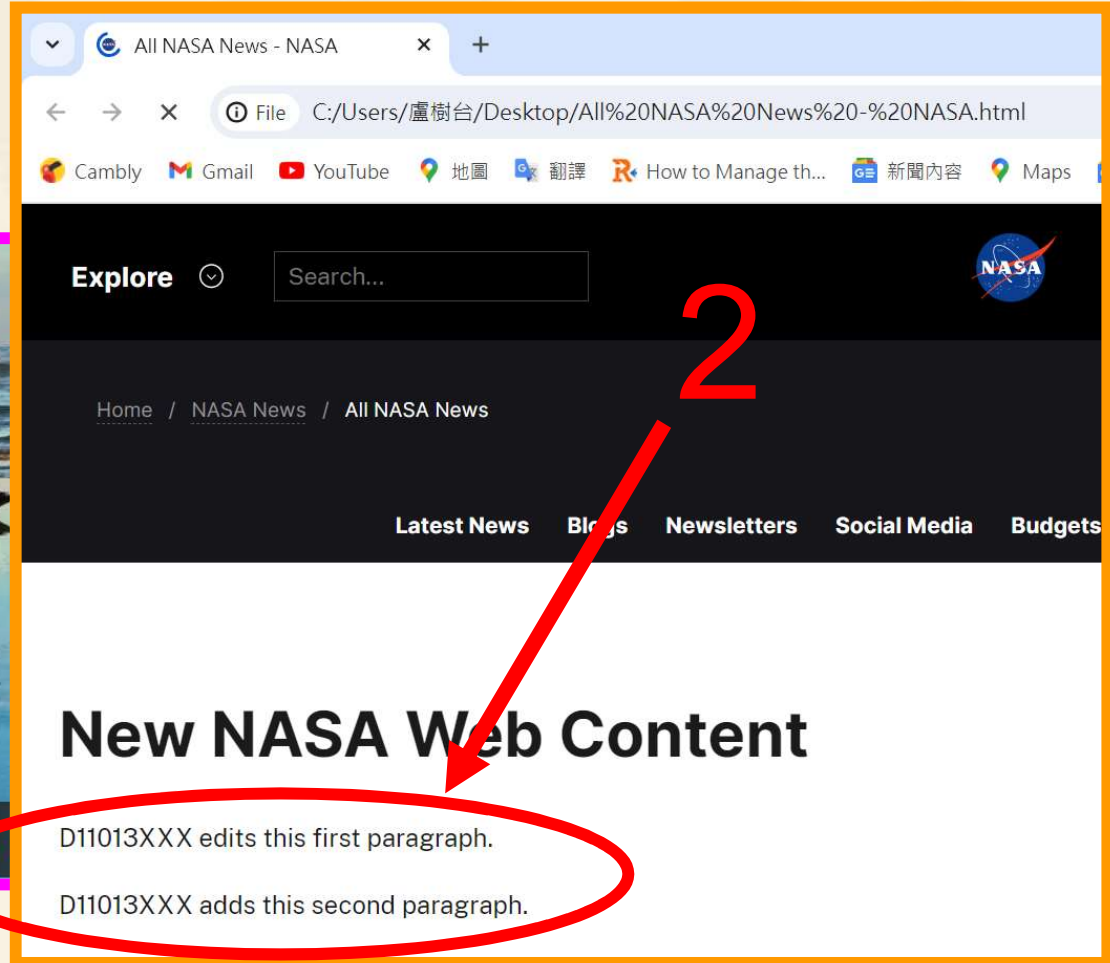 All NASA News - NASA
File C:/Users/盧樹台/Desktop/All%20NASA%20News%20-%20NASA.html
Cambly Gmail YouTube 地圖 翻譯 How to Manage th... 新聞內容 Maps
Explore Search... NASA
2
Home / NASA News / All NASA News
Latest News Blogs Newsletters Social Media Budgets
New NASA Web Content
D11013XXX edits this first paragraph.
D11013XXX adds this second paragraph.